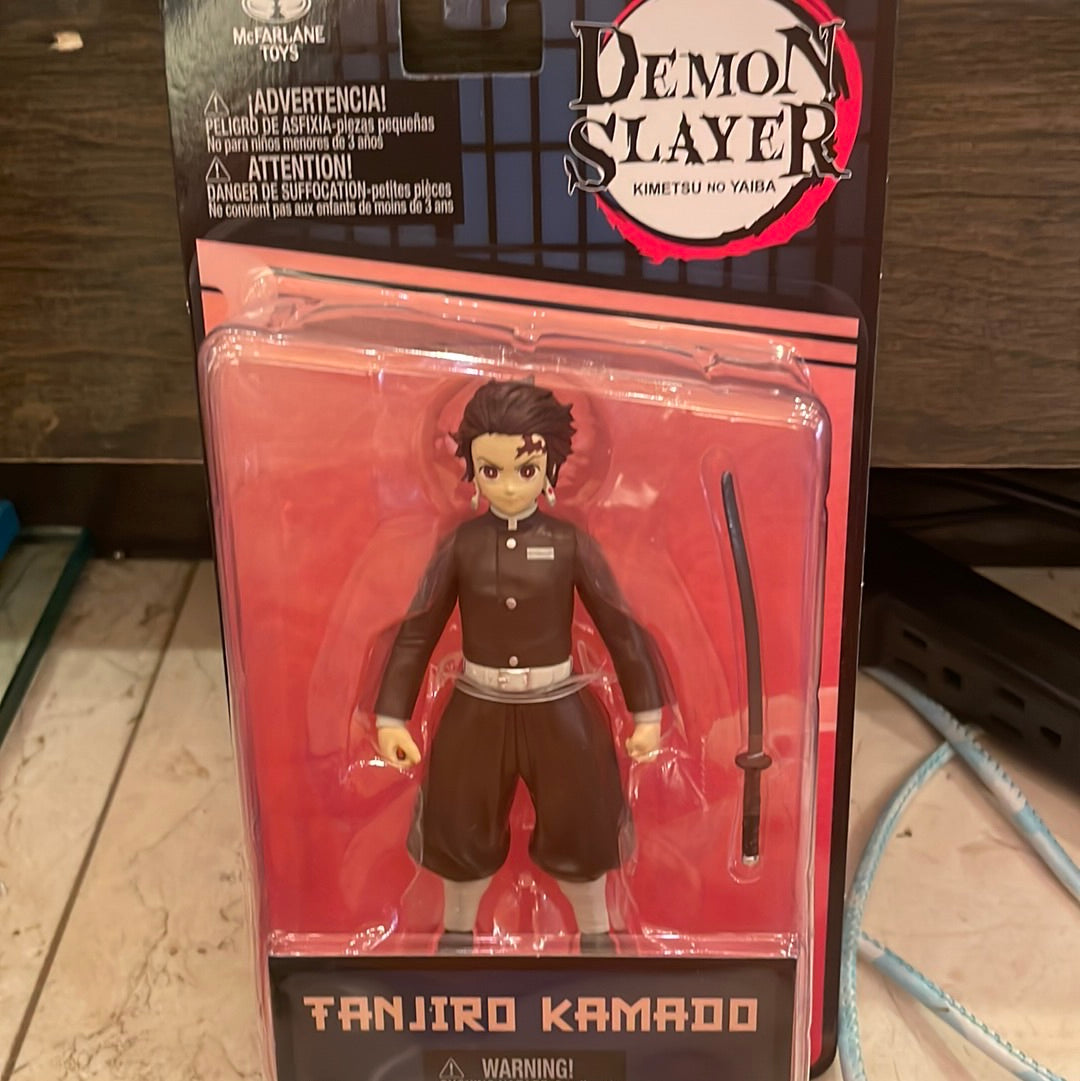 McFARLANE
TOYS
¡ADVERTENCIA!
PELIGRO DE ASFIXIA-piezas pequeñas
No para niños menores de 3 años
ATTENTION!
DANGER DE SUFFOCATION-petites pièces
Ne convient pas aux enfants de moins de 3 ans
DEMON
SLAYER
KIMETSU NO YAIBA
TANJIRO KAMADO
WARNING!